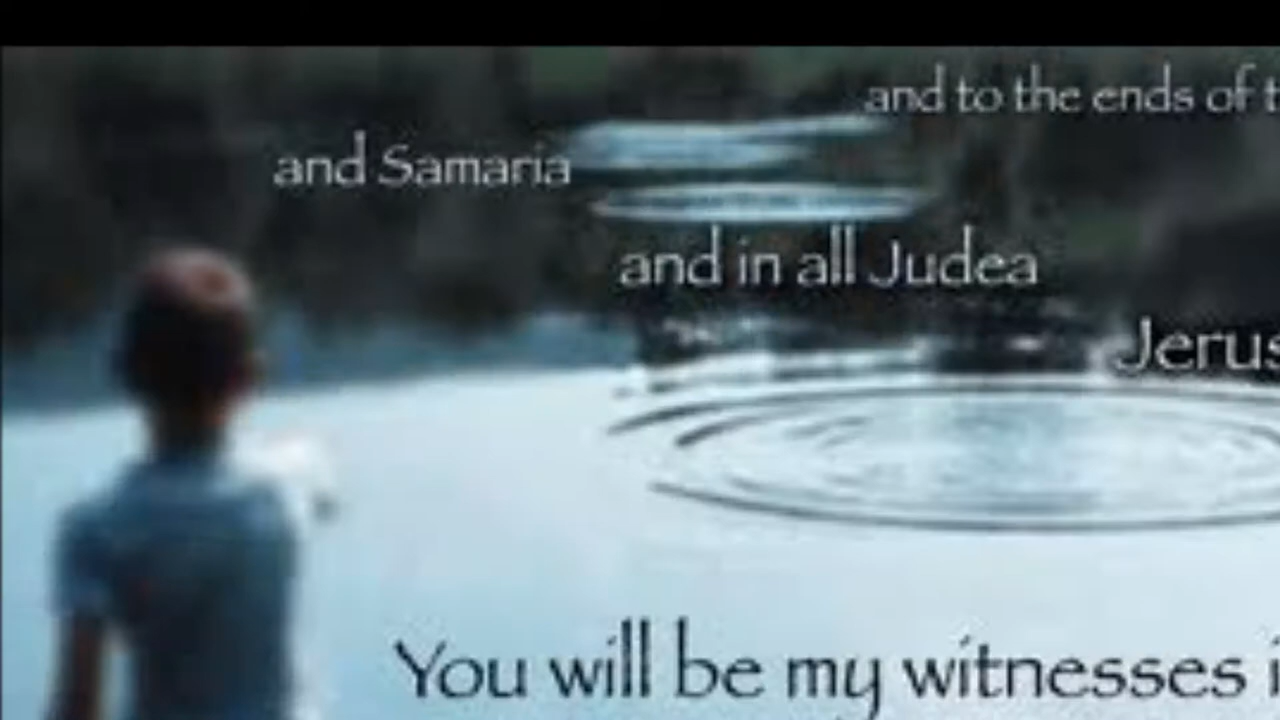 and to the ends of t
and Samaria
and in all Judea
Jerus
You will be my witnesses i